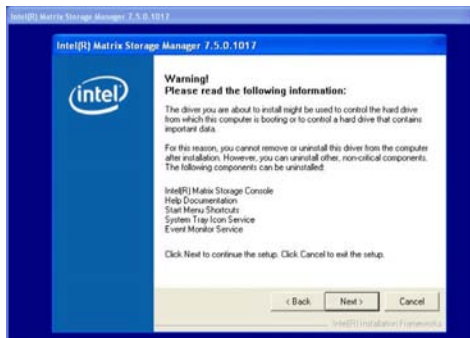 Intel(R) Matrix Storage Manager 7.5.0.1017
Intel(R) Matrix Storage Manager 7.5.0.1017
intel
Warning!
Please read the following information:
The driver you are about to install might be used to control the hard drive
from which this computer is booting or to control a hard drive that contains
important data.
For this reason, you cannot remove or uninstall this driver from the computer
after installation. However, you can uninstall other, non-critical components.
The following components can be uninstalled:
Intel(R) Matrix Storage Console
Help Documentation
Start Menu Shortcuts
System Tray Icon Service
Event Monitor Service
Click Next to continue the setup. Click Cancel to exit the setup.
< Back Next > Cancel
Intel(R) Installation Frameworks